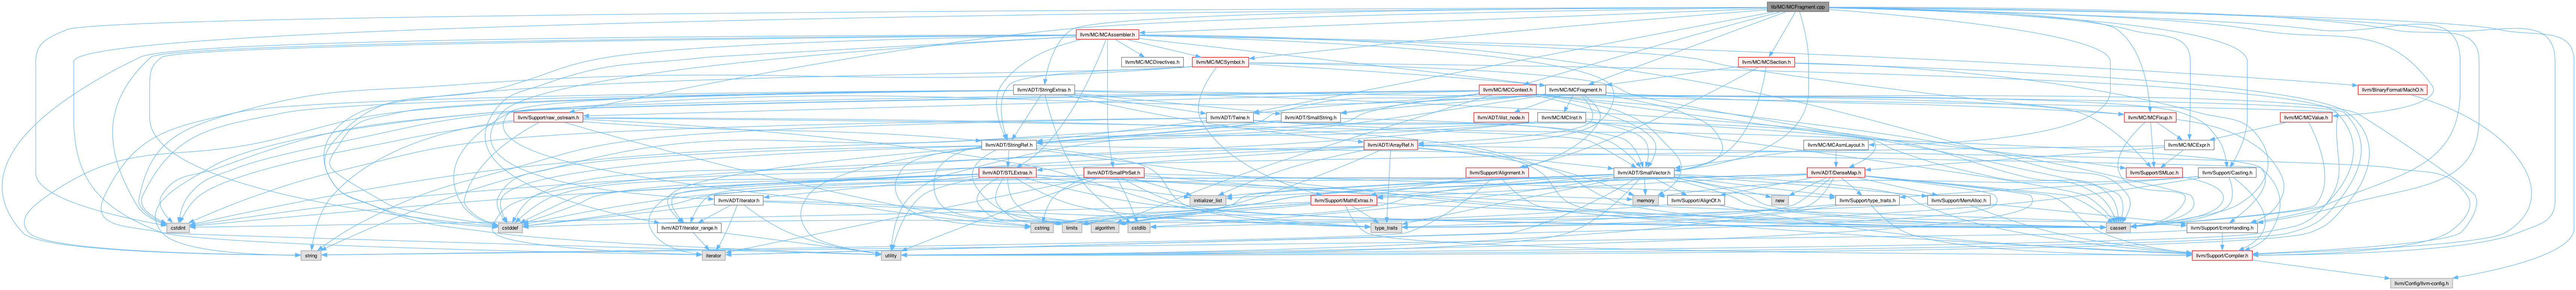 lib/MC/MCFragment.cpp
llvm/MC/MCAssembler.h
llvm/MC/MCDirectives.h
llvm/MC/MCSymbol.h
llvm/MC/MCSection.h
llvm/ADT/StringExtras.h
llvm/MC/MCContext.h
llvm/MC/MCFragment.h
llvm/BinaryFormat/MachO.h
llvm/Support/raw_ostream.h
llvm/ADT/Twine.h
llvm/ADT/SmallString.h
llvm/ADT/ilist_node.h
llvm/MC/MCInst.h
llvm/MC/MCFixup.h
llvm/MC/MCValue.h
llvm/ADT/StringRef.h
llvm/ADT/ArrayRef.h
llvm/MC/MCAsmLayout.h
llvm/MC/MCExpr.h
llvm/ADT/STLExtras.h
llvm/ADT/SmallPtrSet.h
llvm/Support/Alignment.h
llvm/ADT/SmallVector.h
llvm/ADT/DenseMap.h
llvm/Support/SMLoc.h
llvm/Support/Casting.h
llvm/ADT/iterator.h
initializer_list
llvm/Support/MathExtras.h
memory
llvm/Support/AlignOf.h
new
llvm/Support/type_traits.h
llvm/Support/MemAlloc.h
cstdint
cstddef
llvm/ADT/iterator_range.h
cstring
limits
algorithm
cstdlib
type_traits
cassert
llvm/Support/ErrorHandling.h
string
iterator
utility
llvm/Support/Compiler.h
llvm/Config/llvm-config.h